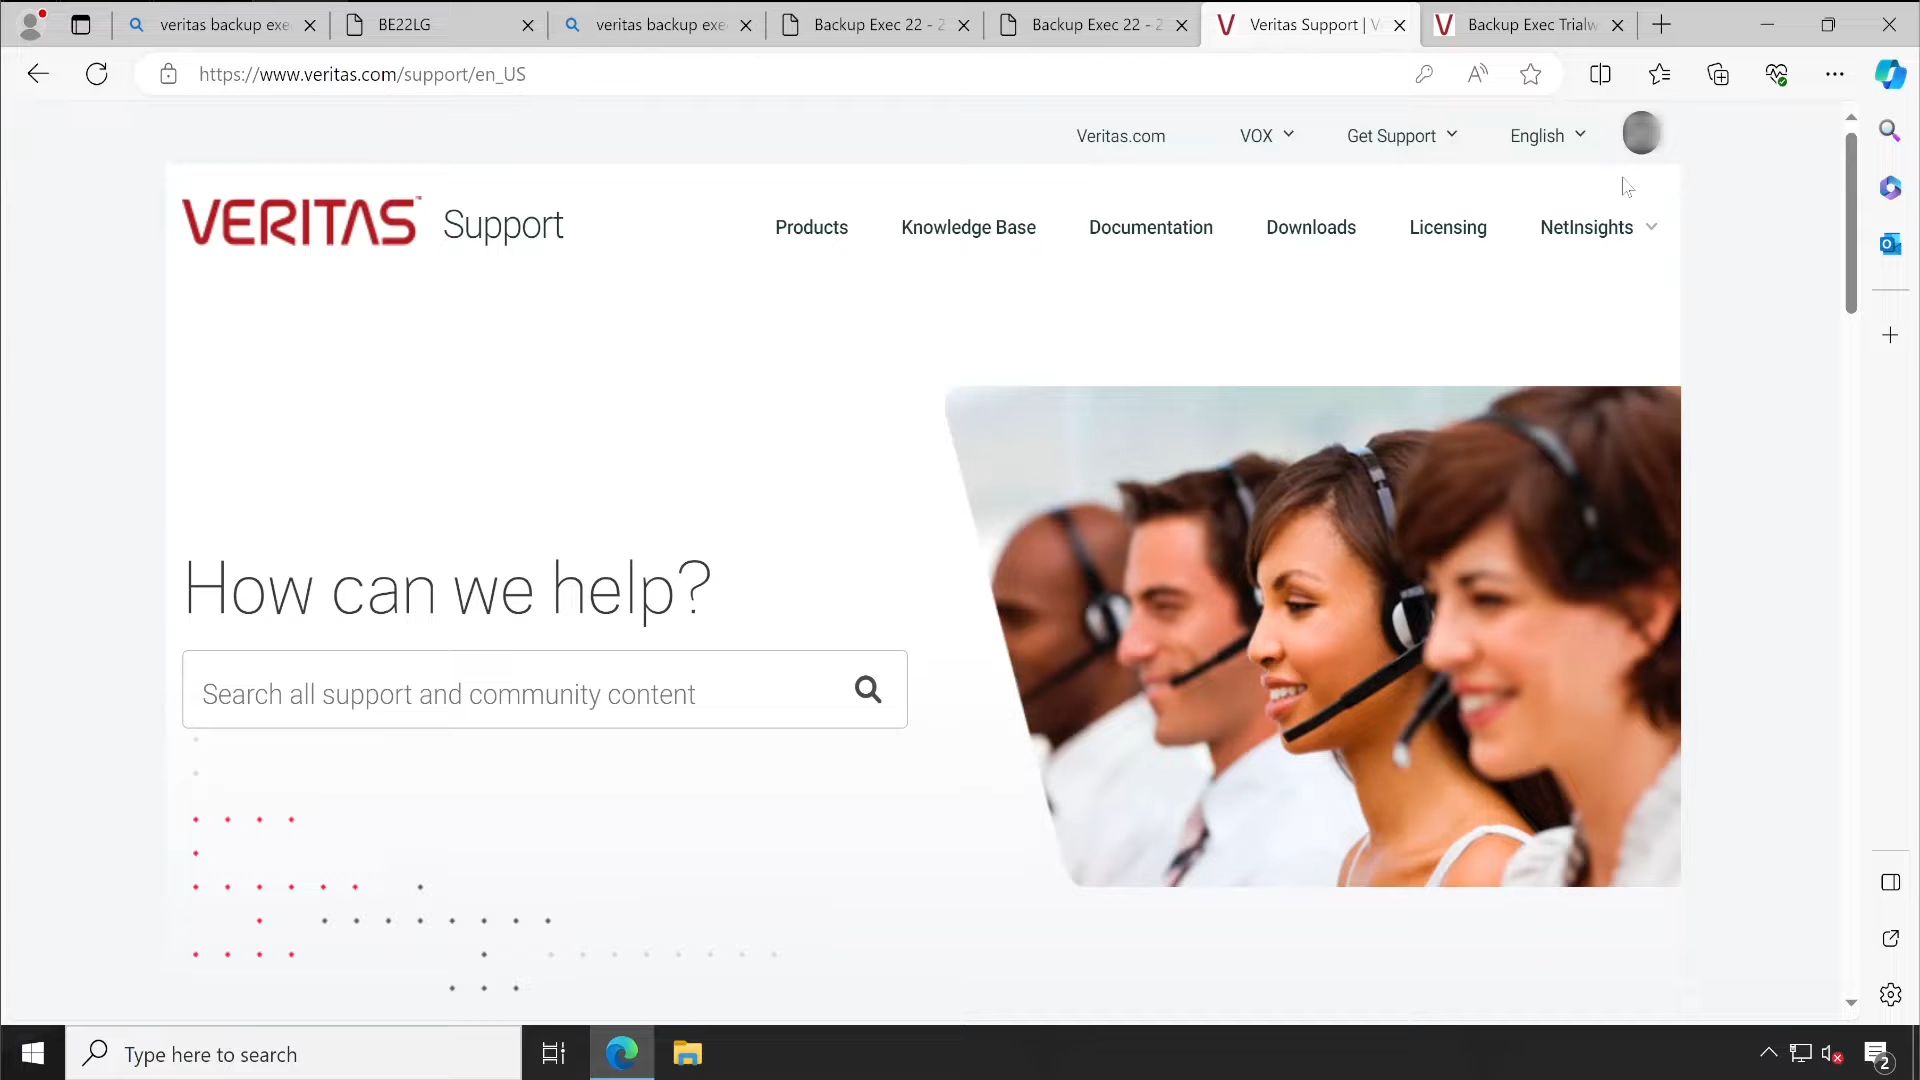 veritas backup exe
BE22LG
veritas backup exe
Backup Exec 22 - 2
Backup Exec 22 - 2
Veritas Support | V
Backup Exec Trialw
https://www.veritas.com/support/en_US
Veritas.com
VOX
Get Support
English
VERITAS™ Support
Products
Knowledge Base
Documentation
Downloads
Licensing
NetInsights
How can we help?
Search all support and community content
Type here to search
2